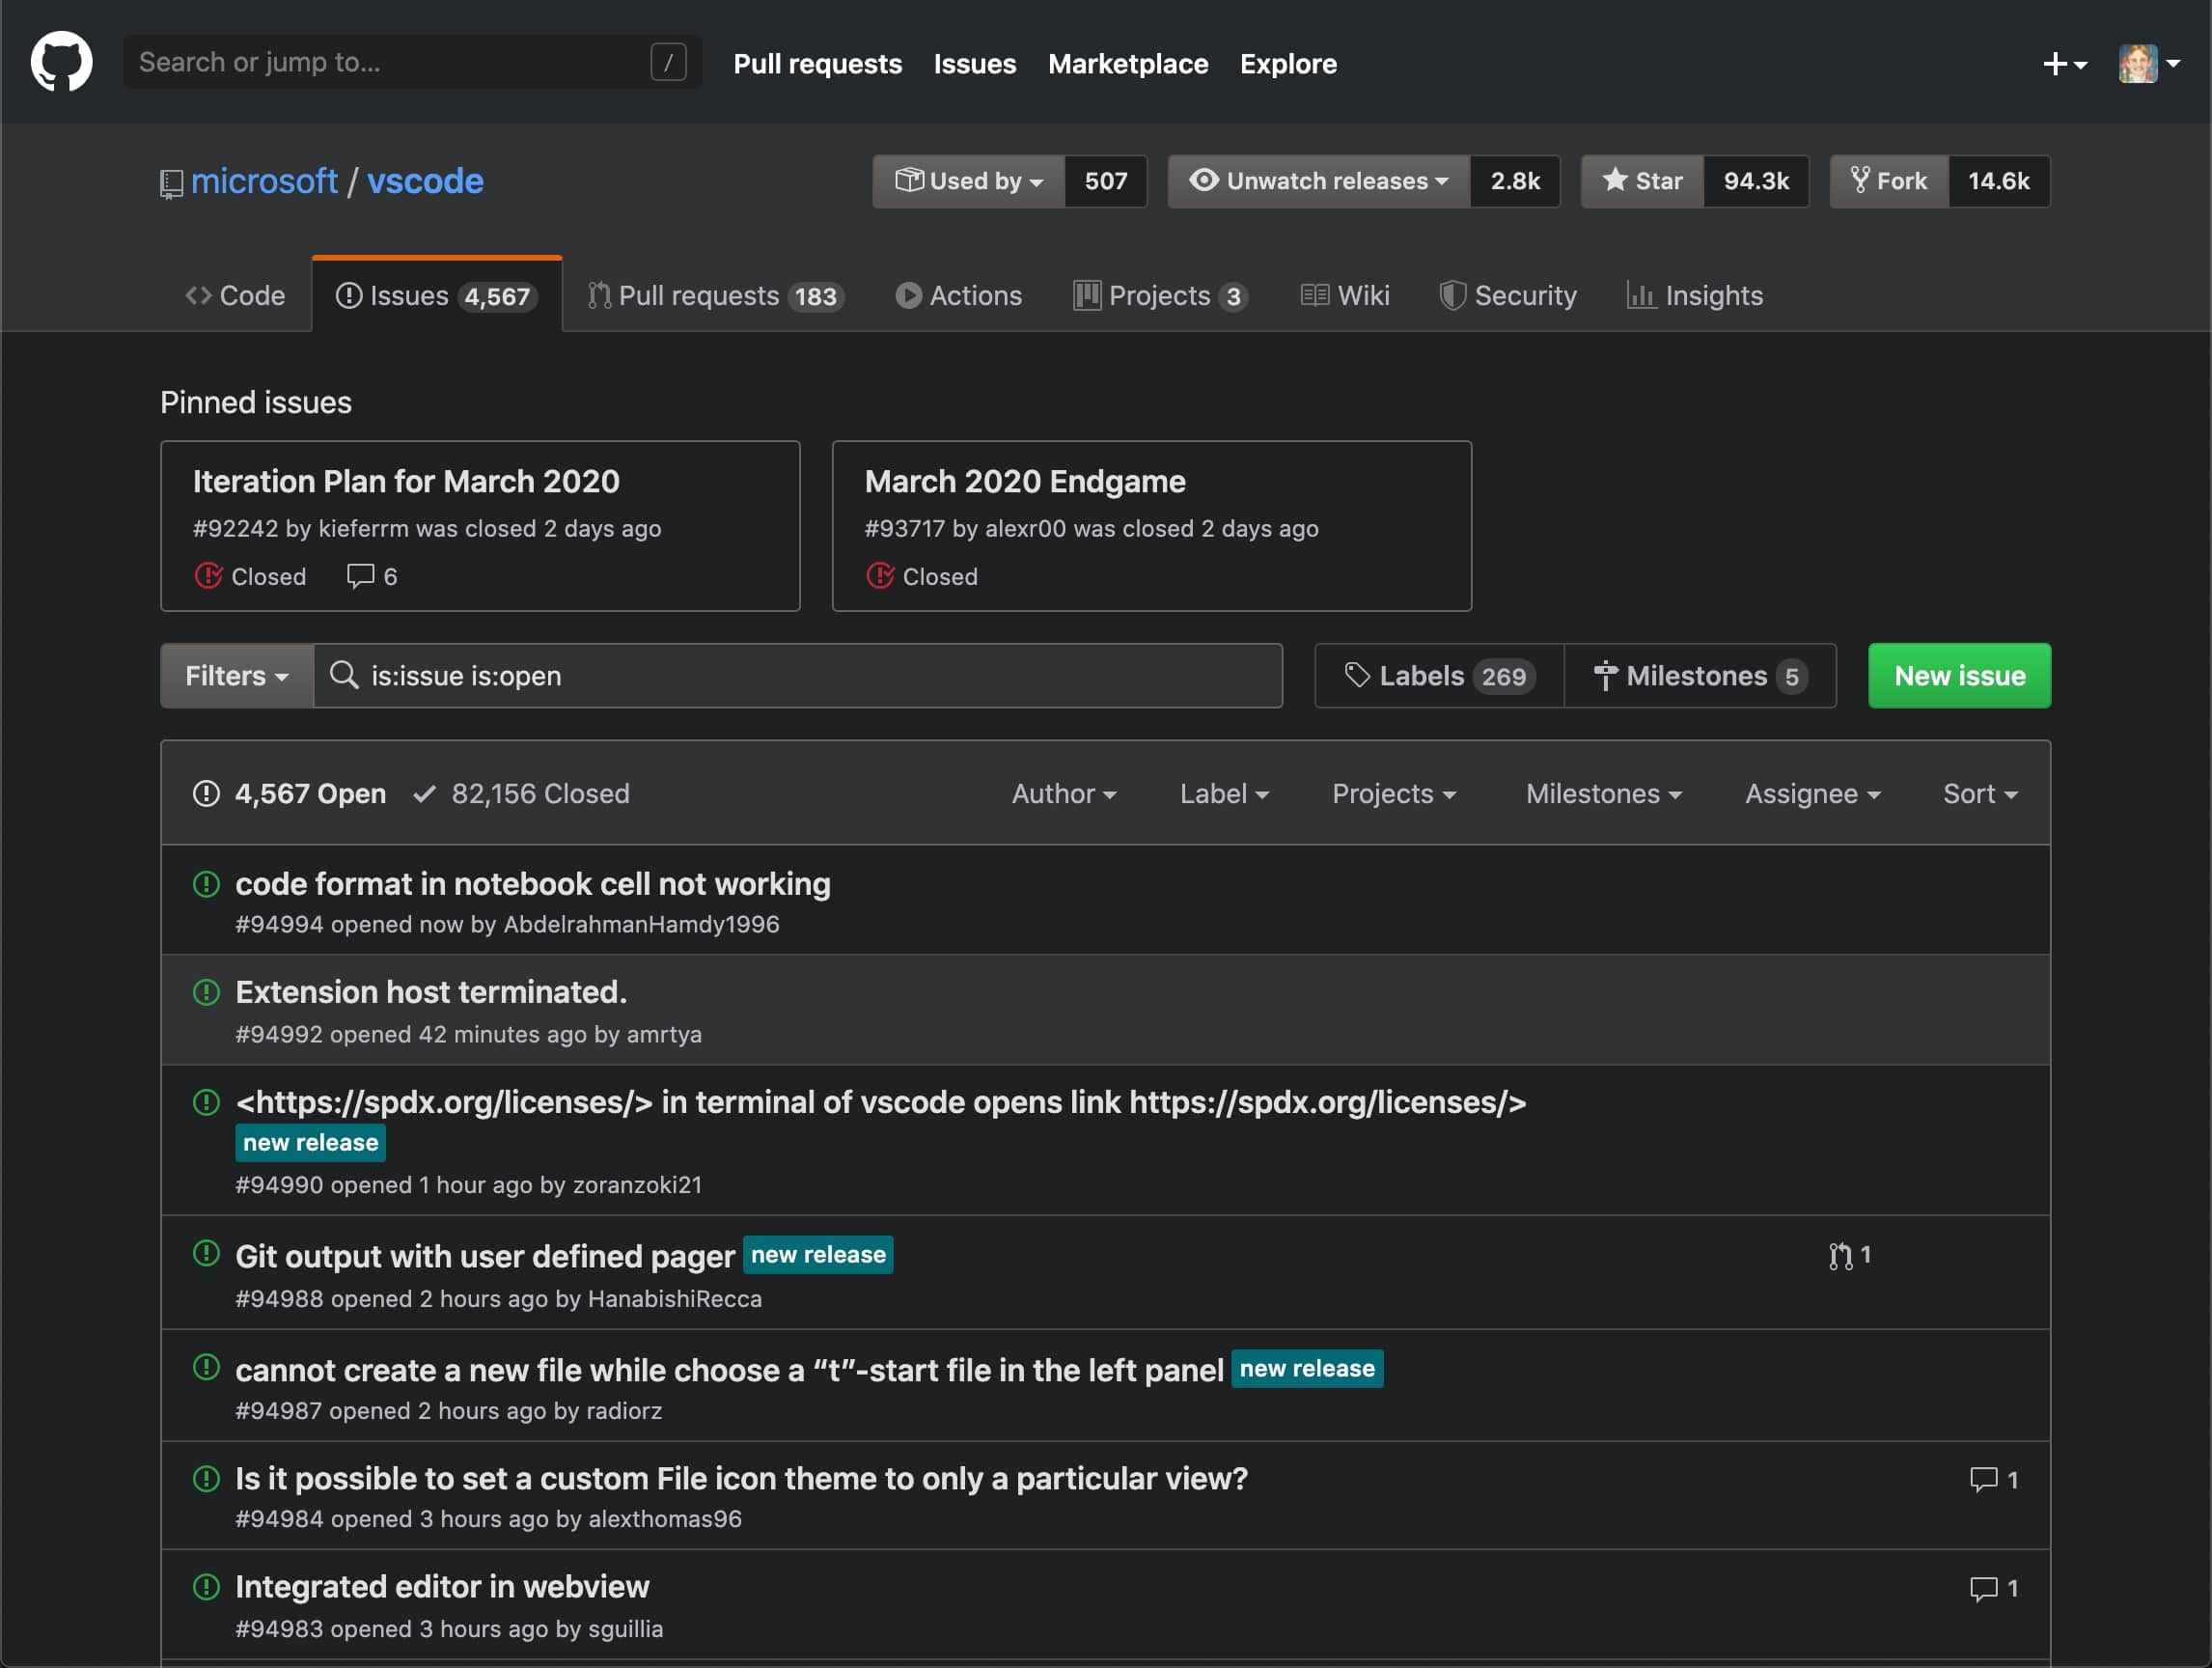 Search or jump to... /
Pull requests Issues Marketplace Explore
microsoft / vscode
Used by 507 Unwatch releases 2.8k Star 94.3k Fork 14.6k
Code Issues 4,567 Pull requests 183 Actions Projects 3 Wiki Security Insights
Pinned issues
Iteration Plan for March 2020
#92242 by kieferrm was closed 2 days ago
Closed 6
March 2020 Endgame
#93717 by alexr00 was closed 2 days ago
Closed
Filters is:issue is:open Labels 269 Milestones 5 New issue
4,567 Open 82,156 Closed Author Label Projects Milestones Assignee Sort
code format in notebook cell not working
#94994 opened now by AbdelrahmanHamdy1996
Extension host terminated.
#94992 opened 42 minutes ago by amrtya
<https://spdx.org/licenses/> in terminal of vscode opens link https://spdx.org/licenses/>
new release
#94990 opened 1 hour ago by zoranzoki21
Git output with user defined pager new release 1
#94988 opened 2 hours ago by HanabishiRecca
cannot create a new file while choose a “t”-start file in the left panel new release
#94987 opened 2 hours ago by radiorz
Is it possible to set a custom File icon theme to only a particular view? 1
#94984 opened 3 hours ago by alexthomas96
Integrated editor in webview 1
#94983 opened 3 hours ago by sguillia